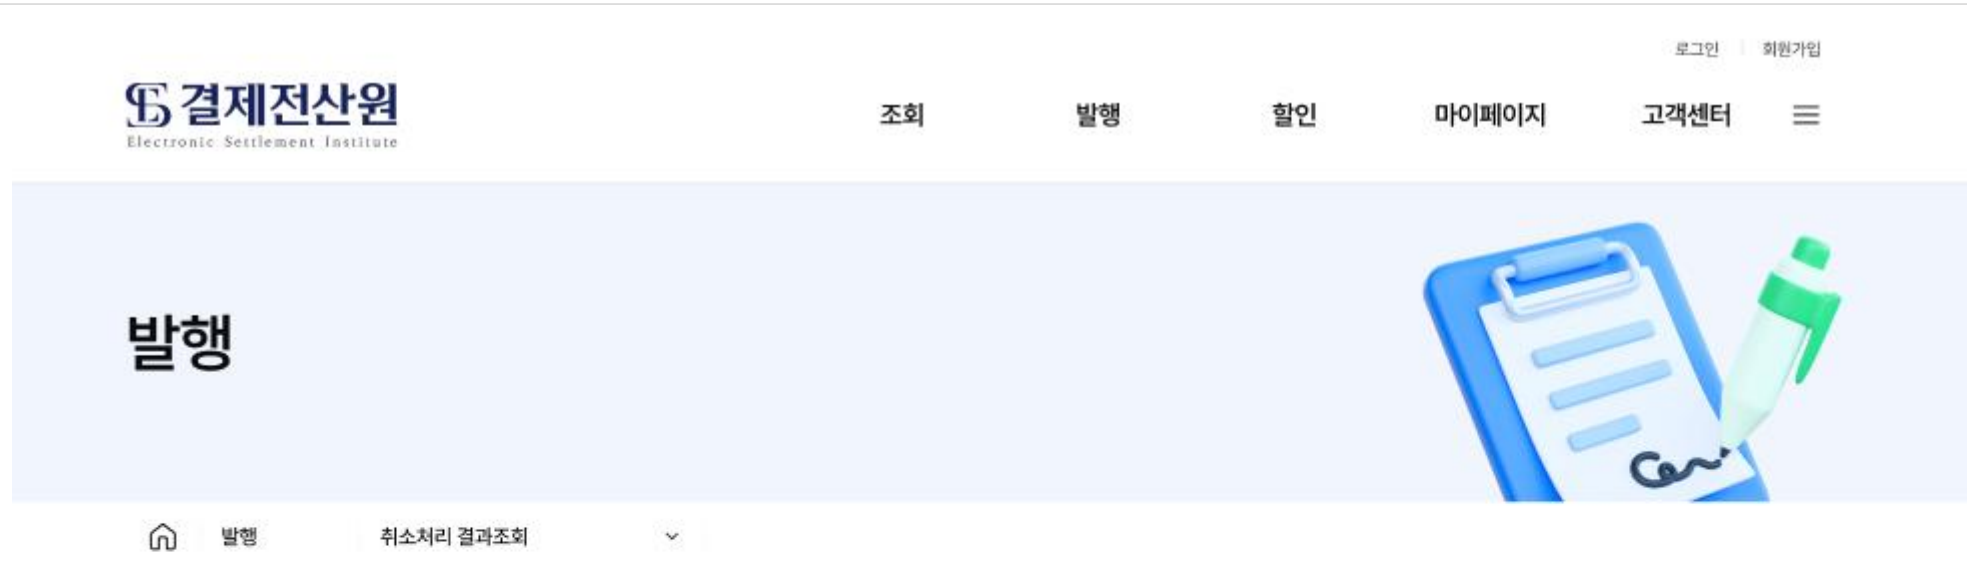 로그인 회원가입
결제전산원
Electronic Settlement Institute
조회 발행 할인 마이페이지 고객센터
발행
발행 취소처리 결과조회